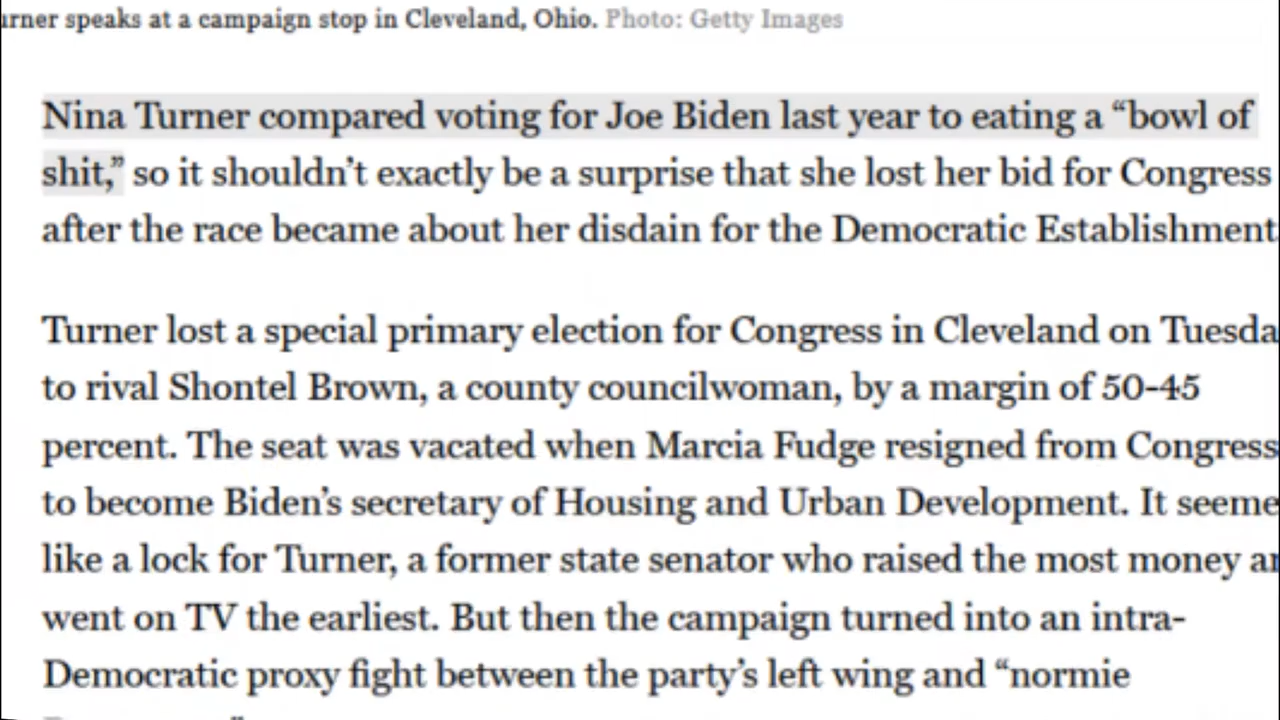 urner speaks at a campaign stop in Cleveland, Ohio. Photo: Getty Images
Nina Turner compared voting for Joe Biden last year to eating a “bowl of
shit,” so it shouldn’t exactly be a surprise that she lost her bid for Congress
after the race became about her disdain for the Democratic Establishment
Turner lost a special primary election for Congress in Cleveland on Tuesda
to rival Shontel Brown, a county councilwoman, by a margin of 50-45
percent. The seat was vacated when Marcia Fudge resigned from Congress
to become Biden’s secretary of Housing and Urban Development. It seeme
like a lock for Turner, a former state senator who raised the most money an
went on TV the earliest. But then the campaign turned into an intra-
Democratic proxy fight between the party’s left wing and “normie